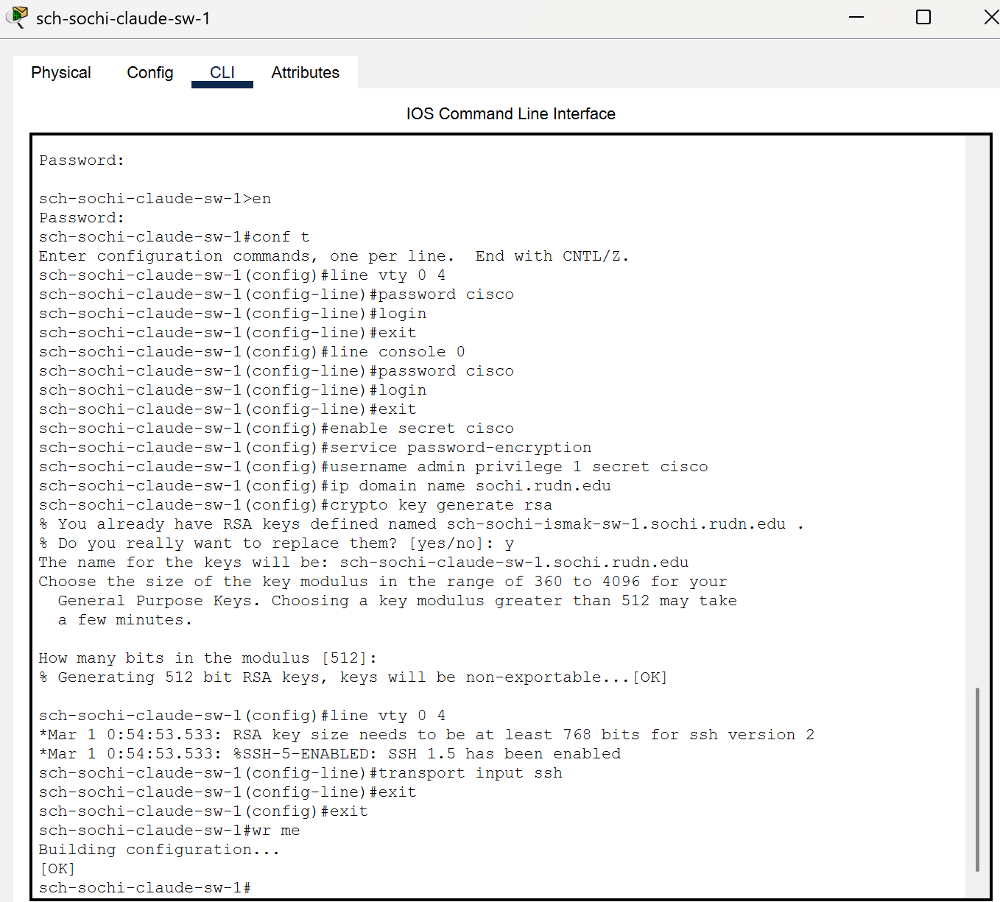 sch-sochi-claude-sw-1
Physical Config CLI Attributes
IOS Command Line Interface
Password:
sch-sochi-claude-sw-1>en
Password:
sch-sochi-claude-sw-1#conf t
Enter configuration commands, one per line.  End with CNTL/Z.
sch-sochi-claude-sw-1(config)#line vty 0 4
sch-sochi-claude-sw-1(config-line)#password cisco
sch-sochi-claude-sw-1(config-line)#login
sch-sochi-claude-sw-1(config-line)#exit
sch-sochi-claude-sw-1(config)#line console 0
sch-sochi-claude-sw-1(config-line)#password cisco
sch-sochi-claude-sw-1(config-line)#login
sch-sochi-claude-sw-1(config-line)#exit
sch-sochi-claude-sw-1(config)#enable secret cisco
sch-sochi-claude-sw-1(config)#service password-encryption
sch-sochi-claude-sw-1(config)#username admin privilege 1 secret cisco
sch-sochi-claude-sw-1(config)#ip domain name sochi.rudn.edu
sch-sochi-claude-sw-1(config)#crypto key generate rsa
% You already have RSA keys defined named sch-sochi-ismak-sw-1.sochi.rudn.edu .
% Do you really want to replace them? [yes/no]: y
The name for the keys will be: sch-sochi-claude-sw-1.sochi.rudn.edu
Choose the size of the key modulus in the range of 360 to 4096 for your
General Purpose Keys. Choosing a key modulus greater than 512 may take
a few minutes.
How many bits in the modulus [512]:
% Generating 512 bit RSA keys, keys will be non-exportable...[OK]
sch-sochi-claude-sw-1(config)#line vty 0 4
*Mar 1 0:54:53.533: RSA key size needs to be at least 768 bits for ssh version 2
*Mar 1 0:54:53.533: %SSH-5-ENABLED: SSH 1.5 has been enabled
sch-sochi-claude-sw-1(config-line)#transport input ssh
sch-sochi-claude-sw-1(config-line)#exit
sch-sochi-claude-sw-1(config)#exit
sch-sochi-claude-sw-1#wr me
Building configuration...
[OK]
sch-sochi-claude-sw-1#